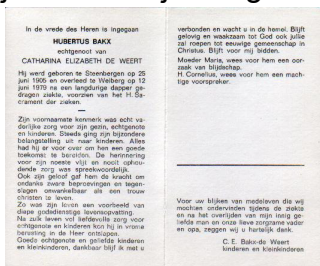 In de vrede des Heren is ingegaan
HUBERTUS BAKX
echtgenoot van
CATHARINA ELIZABETH DE WEERT
Hij werd geboren te Steenbergen op 25
juni 1905 en overleed te Welberg op 12
juni 1979 na een langdurige dapper ge-
dragen ziekte, voorzien van het H. Sa-
crament der zieken.
Zijn voornaamste kenmerk was echt va-
derlijke zorg voor zijn gezin, echtgenote
en kinderen. Steeds ging zijn bijzondere
belangstelling uit naar kinderen. Alles
had hij er voor over om hen een goede
toekomst te bereiden. De herinnering
voor zijn noeste vlijt en nooit ophou-
dende zorg was spreekwoordelijk.
Ook zijn geloof gaf hem de kracht om
ondanks zware beproevingen en tegen-
slagen onwankelbaar als een trouw
christen te leven.
Zo was zijn leven een voorbeeld van
diepe godsdienstige levensopvatting.
Na zulk leven vol liefdevolle zorg voor
echtgenote en kinderen kon hij in vrome
berusting in de Heer ontslapen.
Goede echtgenote en geliefde kinderen
en kleinkinderen, dankbaar blijf ik met u
verbonden en wacht u in de hemel. Blijft
gelovig en waakzaam tot God ook jullie
zal roepen tot eeuwige gemeenschap in
Christus. Blijft voor mij bidden.
Moeder Maria, wees voor hem een oor-
zaak van blijdschap.
H. Cornelius, wees voor hem een mach-
tige voorspreker.
Voor uw blijken van medeleven die wij
mochten ondervinden tijdens de ziekte
en na het overlijden van mijn innig ge-
liefde man en onze lieve zorgzame vader
en opa, zeggen wij u hartelijk dank.
C. E. Bakx-de Weert
kinderen en kleinkinderen